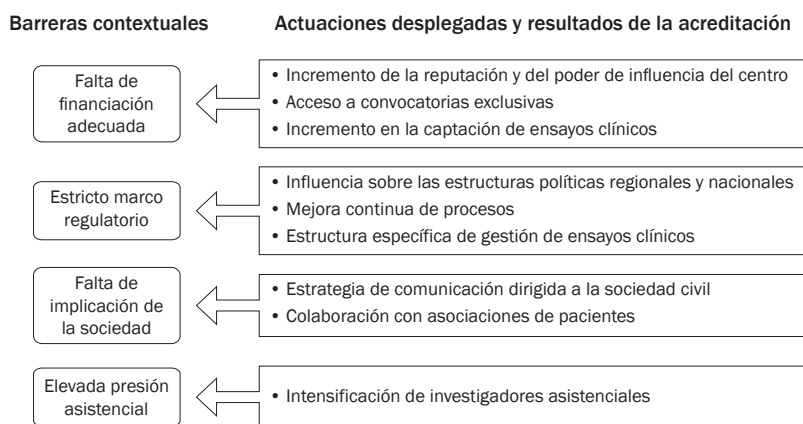 Barreras contextuales
Actuaciones desplegadas y resultados de la acreditación
Falta de
financiación
adecuada
• Incremento de la reputación y del poder de influencia del centro
• Acceso a convocatorias exclusivas
• Incremento en la captación de ensayos clínicos
Estricto marco
regulatorio
• Influencia sobre las estructuras políticas regionales y nacionales
• Mejora continua de procesos
• Estructura específica de gestión de ensayos clínicos
Falta de
implicación de
la sociedad
• Estrategia de comunicación dirigida a la sociedad civil
• Colaboración con asociaciones de pacientes
Elevada presión
asistencial
• Intensificación de investigadores asistenciales